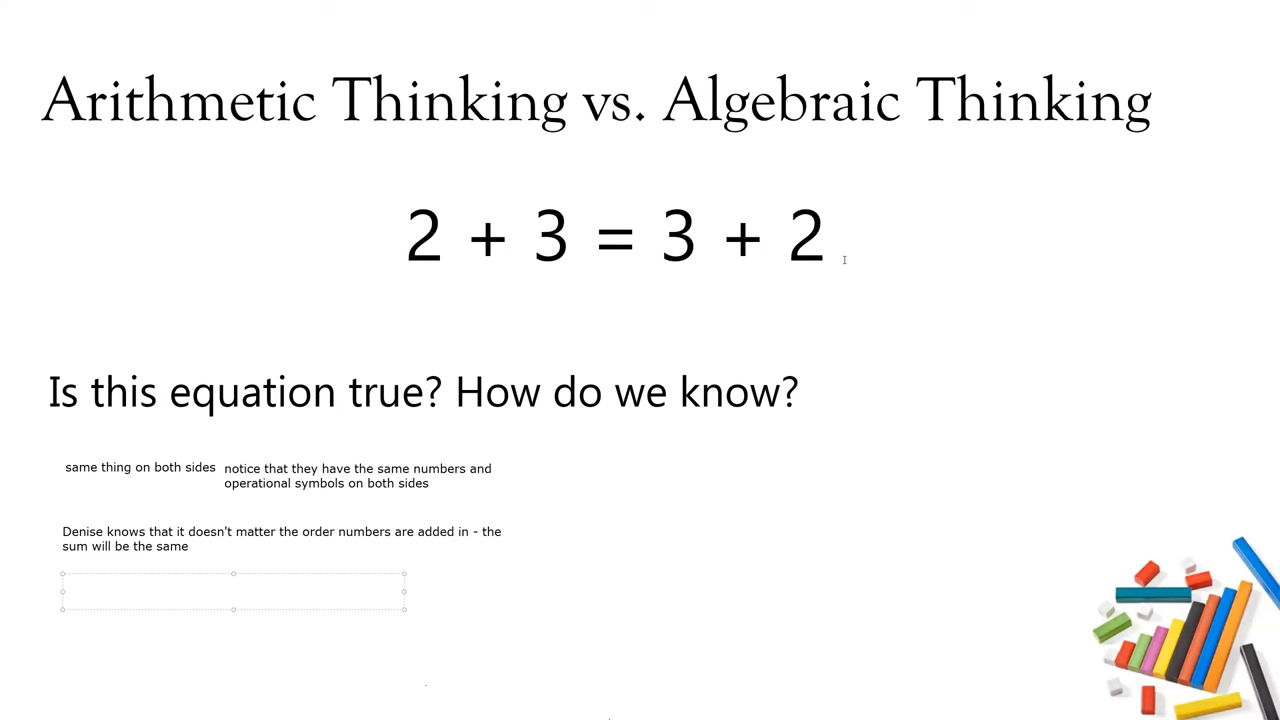 Arithmetic Thinking vs. Algebraic Thinking
2 + 3 = 3 + 2
Is this equation true? How do we know?
same thing on both sides
notice that they have the same numbers and
operational symbols on both sides
Denise knows that it doesn't matter the order numbers are added in - the
sum will be the same